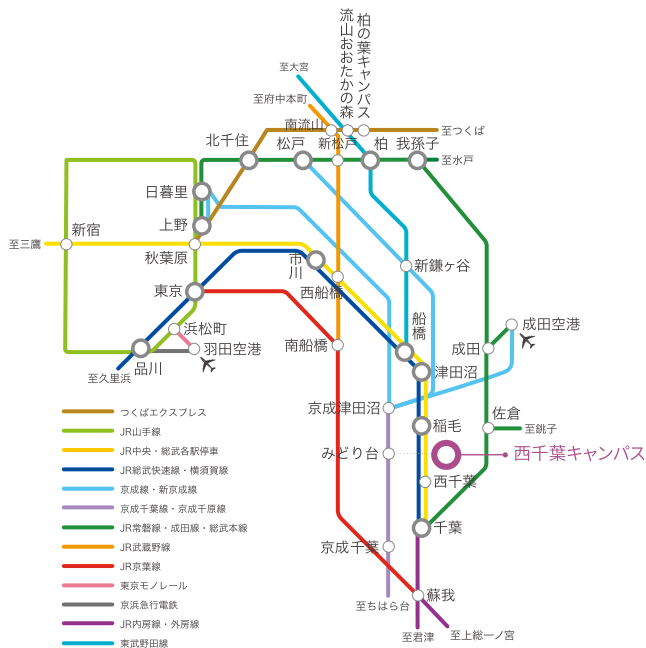 柏の葉キャンパス
流山おおたかの森
至大宮
至府中本町
南流山
至つくば
北千住
松戸
新松戸
柏
我孫子
至水戸
日暮里
上野
新宿
至三鷹
秋葉原
市川
新鎌ヶ谷
東京
西船橋
浜松町
船橋
成田空港
羽田空港
南船橋
成田
品川
至久里浜
津田沼
京成津田沼
佐倉
稲毛
至銚子
みどり台
西千葉キャンパス
西千葉
千葉
京成千葉
蘇我
至ちはら台
至君津
至上総一ノ宮
つくばエクスプレス
JR山手線
JR中央・総武各駅停車
JR総武快速線・横須賀線
京成線・新京成線
京成千葉線・京成千原線
JR常磐線・成田線・総武本線
JR武蔵野線
JR京葉線
東京モノレール
京浜急行電鉄
JR内房線・外房線
東武野田線